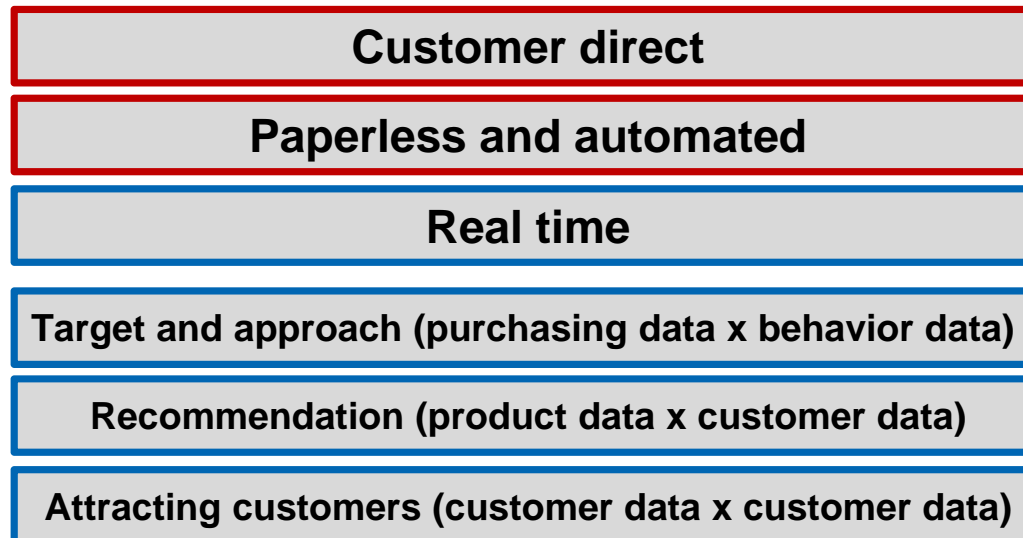 Customer direct
Paperless and automated
Real time
Target and approach (purchasing data x behavior data)
Recommendation (product data x customer data)
Attracting customers (customer data x customer data)